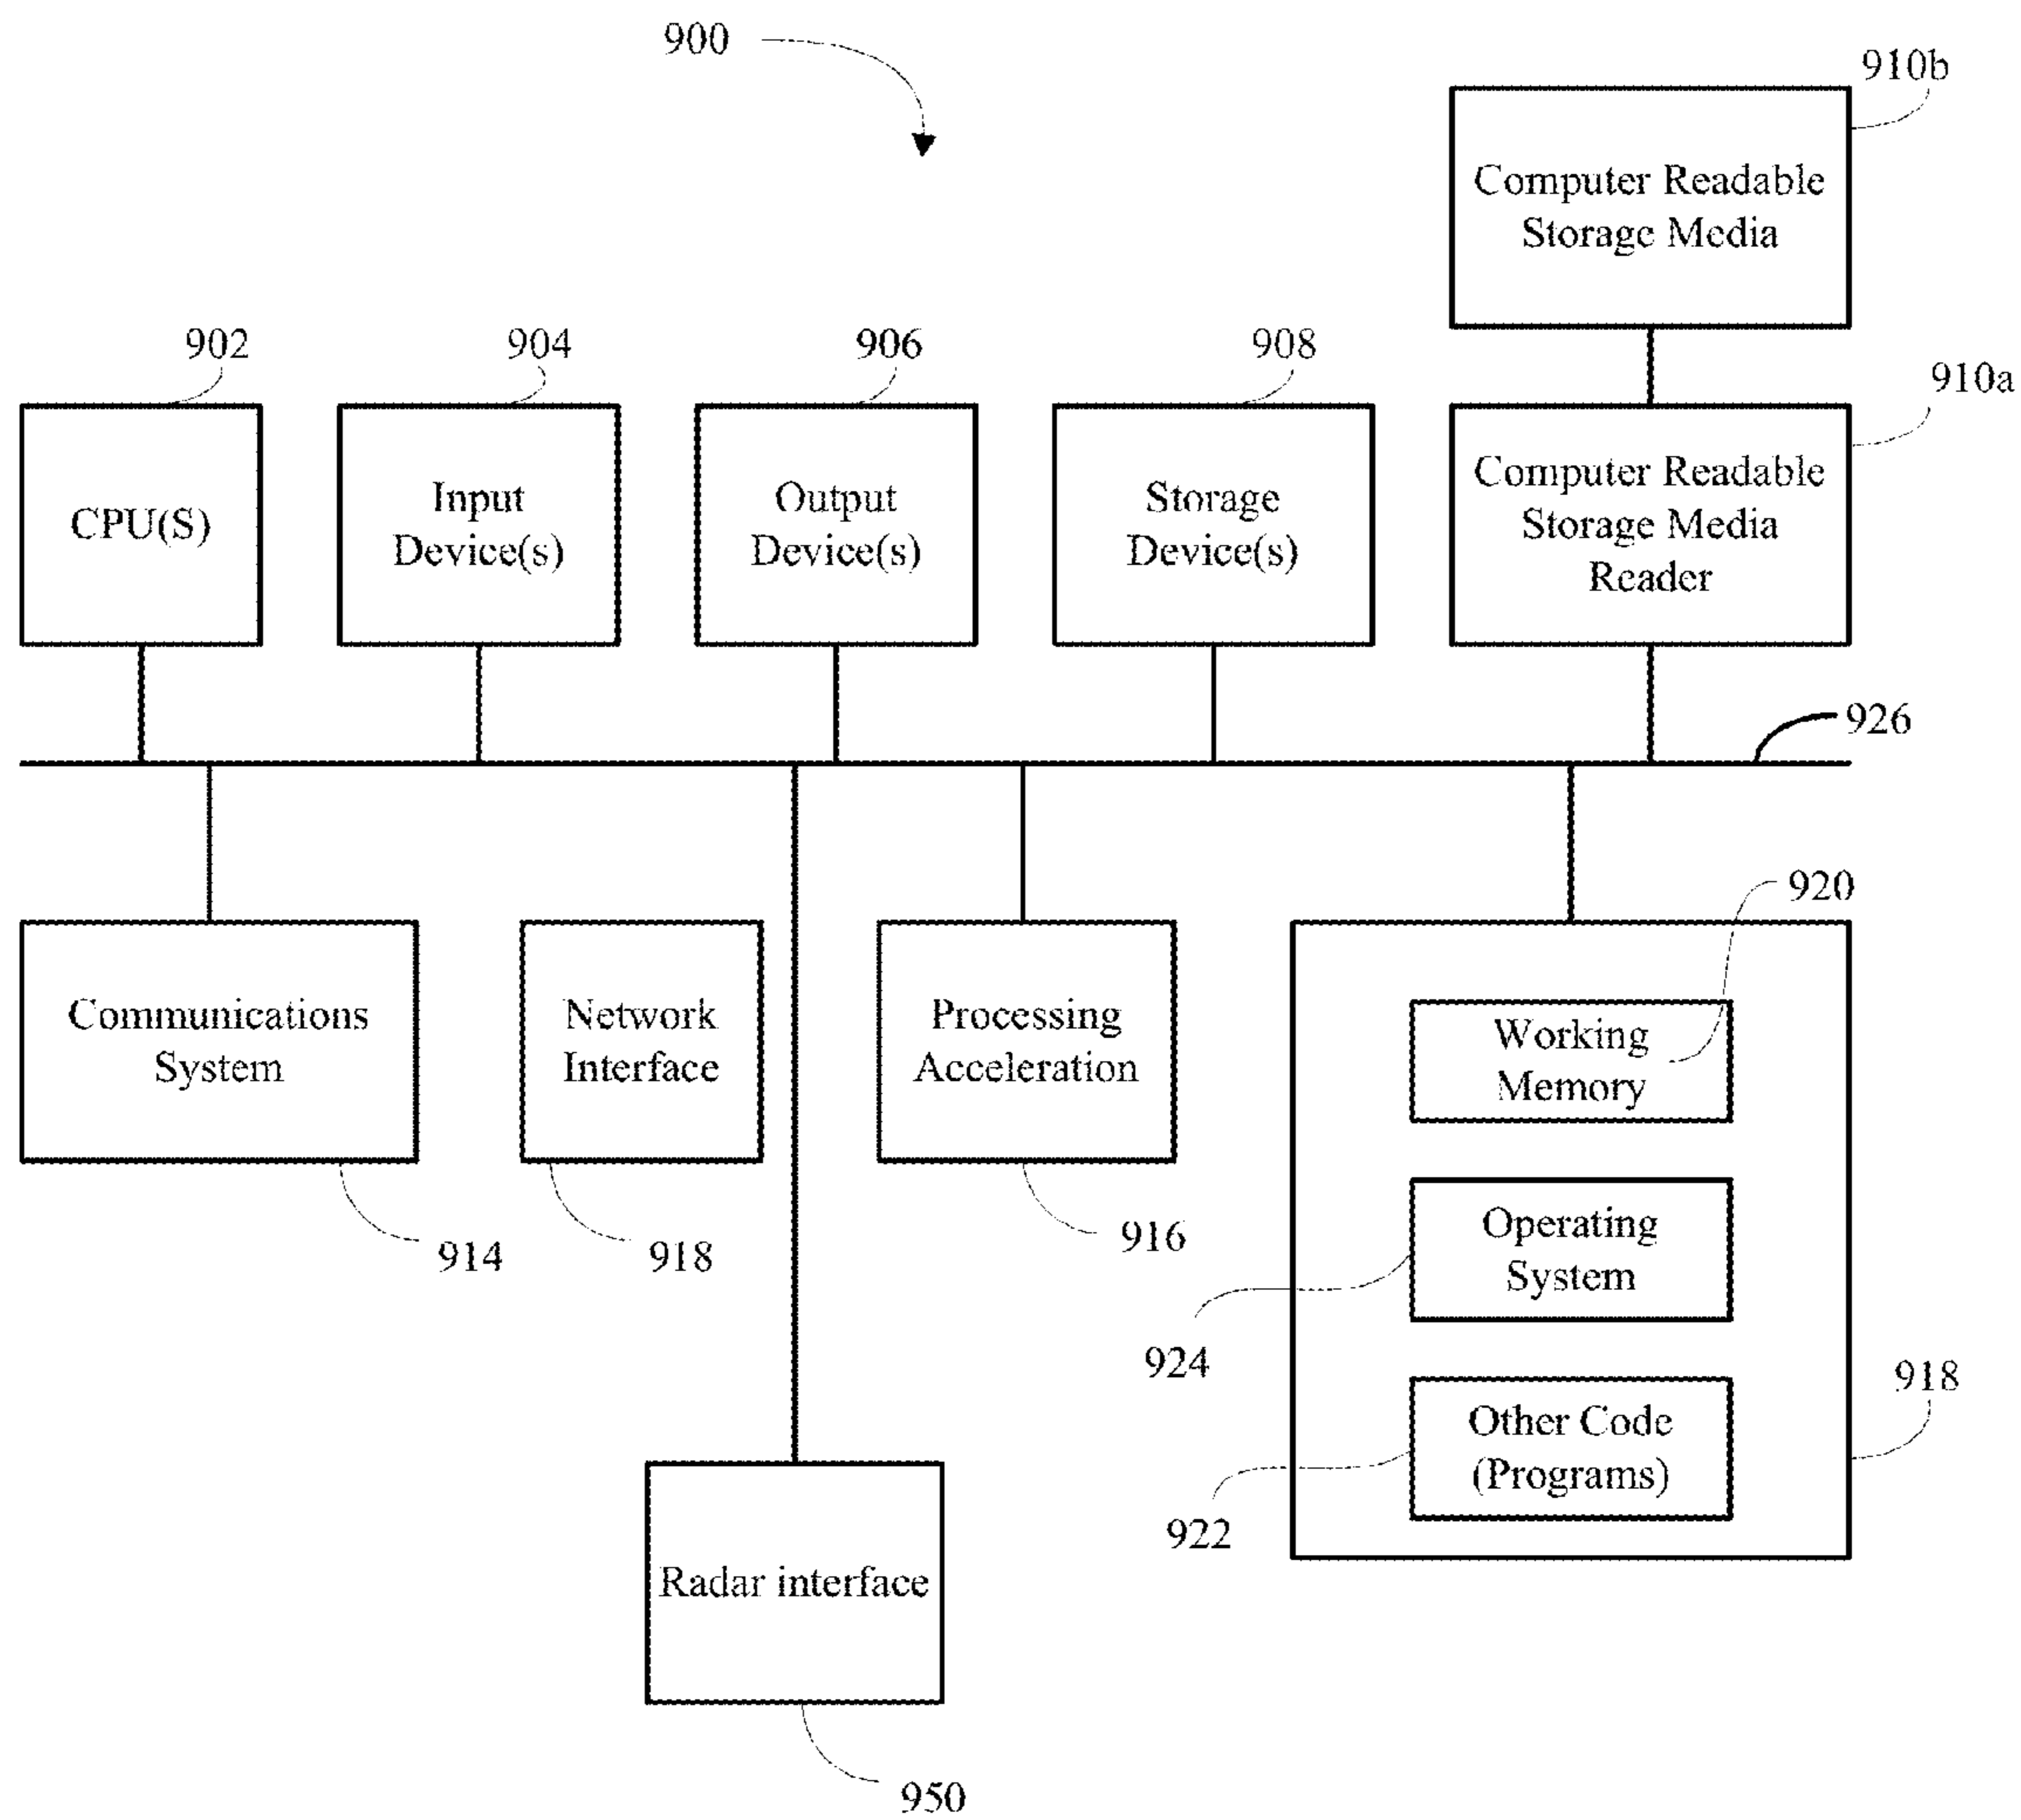 900
910b
Computer Readable
Storage Media
902
904
906
908
910a
CPU(S)
Input
Device(s)
Output
Device(s)
Storage
Device(s)
Computer Readable
Storage Media
Reader
926
920
Communications
System
Network
Interface
Processing
Acceleration
Working
Memory
914
918
916
Operating
System
924
918
Other Code
(Programs)
922
Radar interface
950